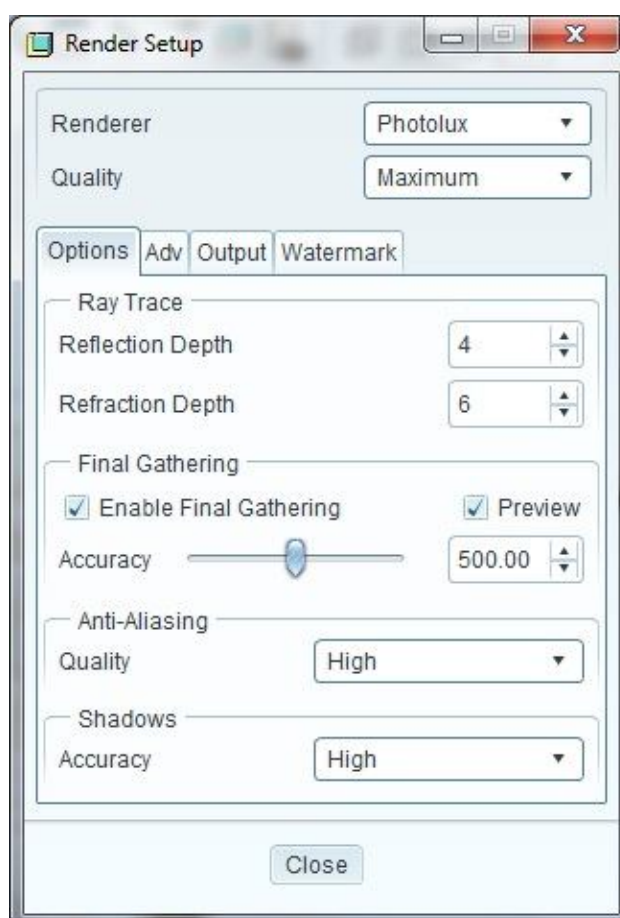 Render Setup
Renderer Photolux
Quality Maximum
Options Adv Output Watermark
Ray Trace
Reflection Depth 4
Refraction Depth 6
Final Gathering
Enable Final Gathering Preview
Accuracy 500.00
Anti-Aliasing
Quality High
Shadows
Accuracy High
Close